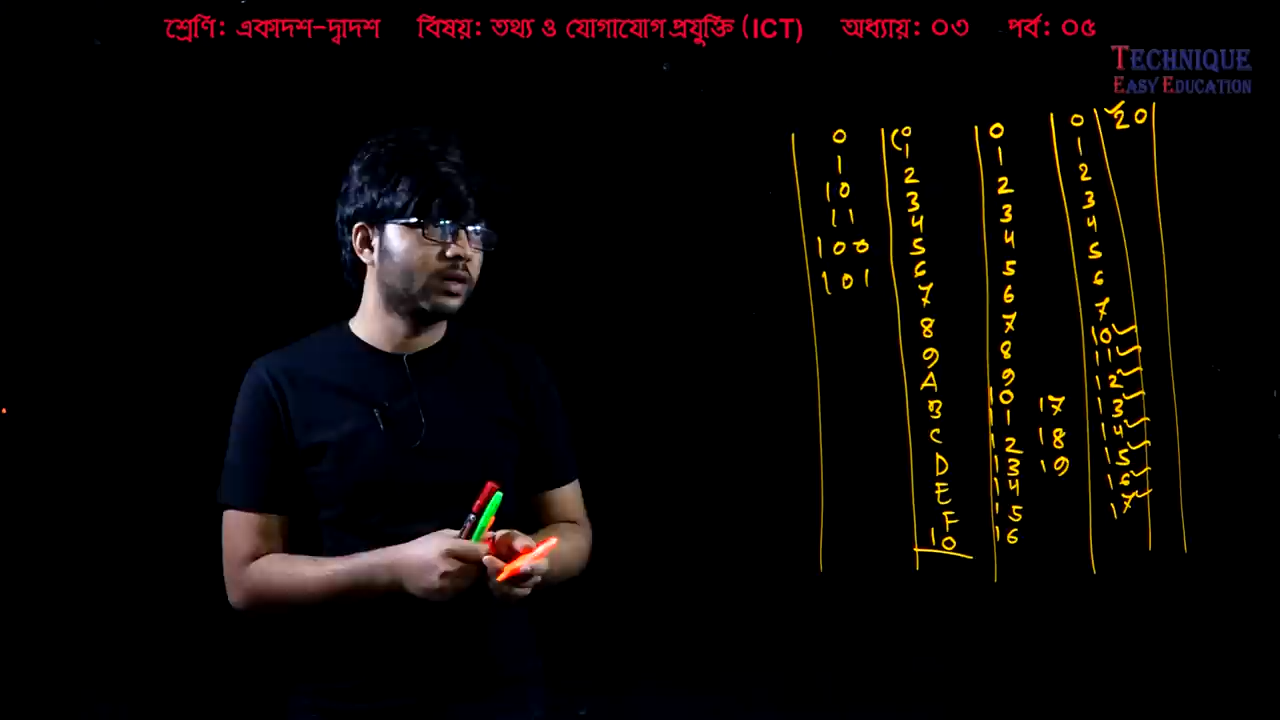 শ্রেণি: একাদশ-দ্বাদশ বিষয়: তথ্য ও যোগাযোগ প্রযুক্তি (ICT) অধ্যায়: ০৩ পর্ব: ০৫
TECHNIQUE
EASY EDUCATION
0 0 0 0 20
1 1 1 1
10 2 2 2
11 3 3 3
100 4 4 4
101 5 5 5
6 6 6
7 7 7
8 8 10
9 9 11
A 10 12
B 11 17 13
C 12 18 14
D 13 19 15
E 14 16
F 15 17
10 16